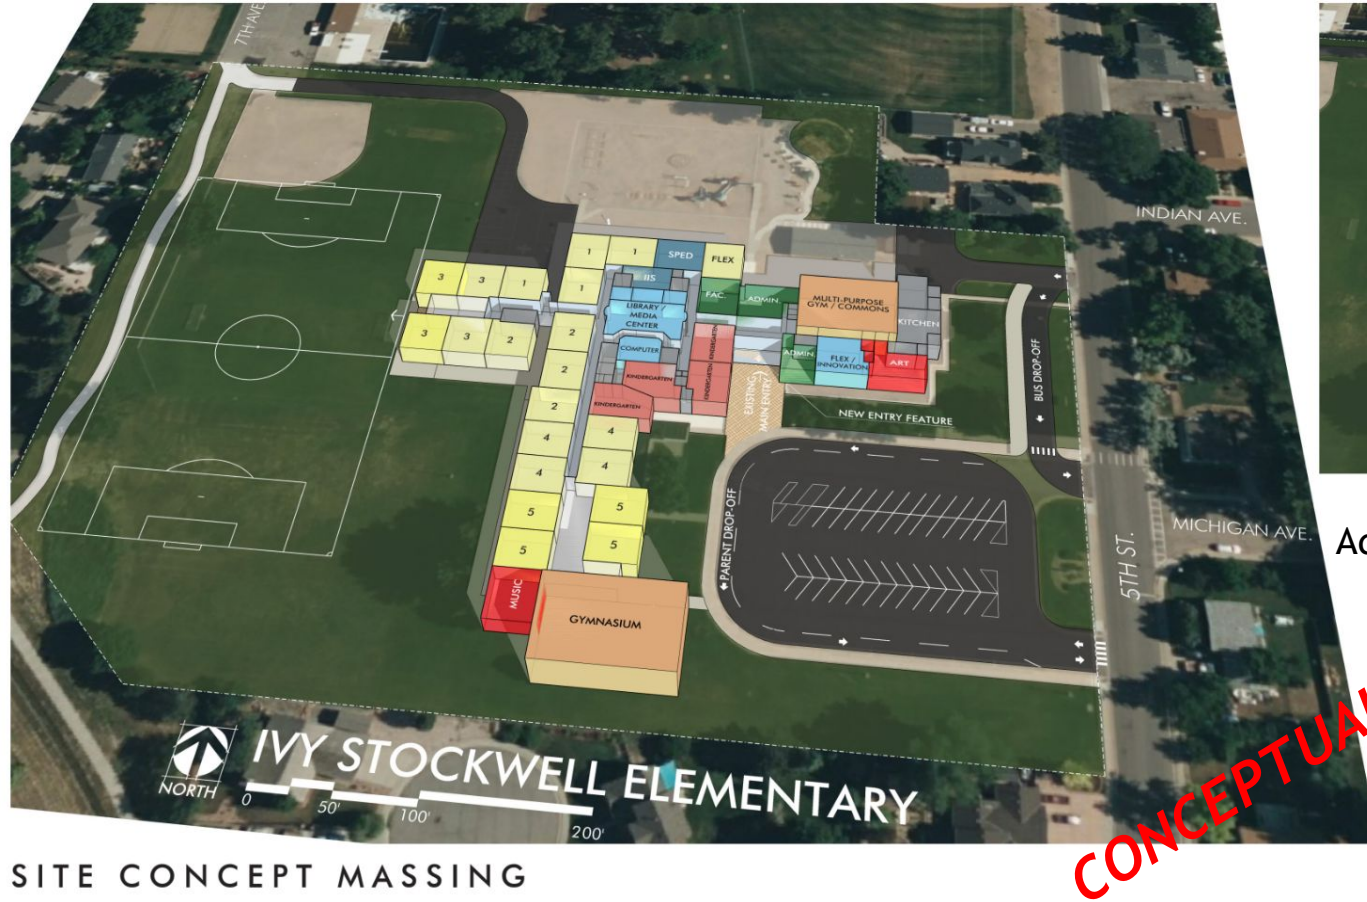 7TH AVE
INDIAN AVE.
1
1
SPED
FLEX
3
3
1
1
IIS
FAC.
ADMIN.
MULTI-PURPOSE
GYM / COMMONS
LIBRARY /
MEDIA
CENTER
KITCHEN
3
3
2
2
COMPUTER
KINDERGARTEN
KINDERGARTEN
ADMIN.
FLEX /
INNOVATION
ART
BUS DROP-OFF
2
KINDERGARTEN
KINDERGARTEN
EXISTING
MAIN ENTRY
NEW ENTRY FEATURE
2
4
4
4
4
5
5
5
5
PARENT DROP-OFF
MICHIGAN AVE.
5TH ST.
MUSIC
GYMNASIUM
IVY STOCKWELL ELEMENTARY
NORTH
0
50'
100'
200'
CONCEPTUAL
SITE CONCEPT MASSING